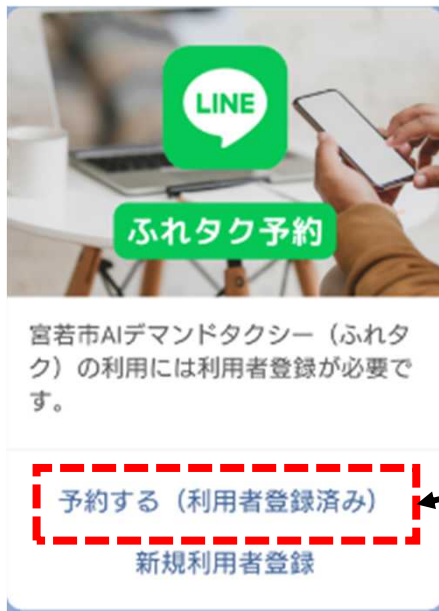 LINE
ふれタク予約
宮若市AIデマンドタクシー（ふれタ
ク）の利用には利用者登録が必要で
す。
予約する（利用者登録済み）
新規利用者登録